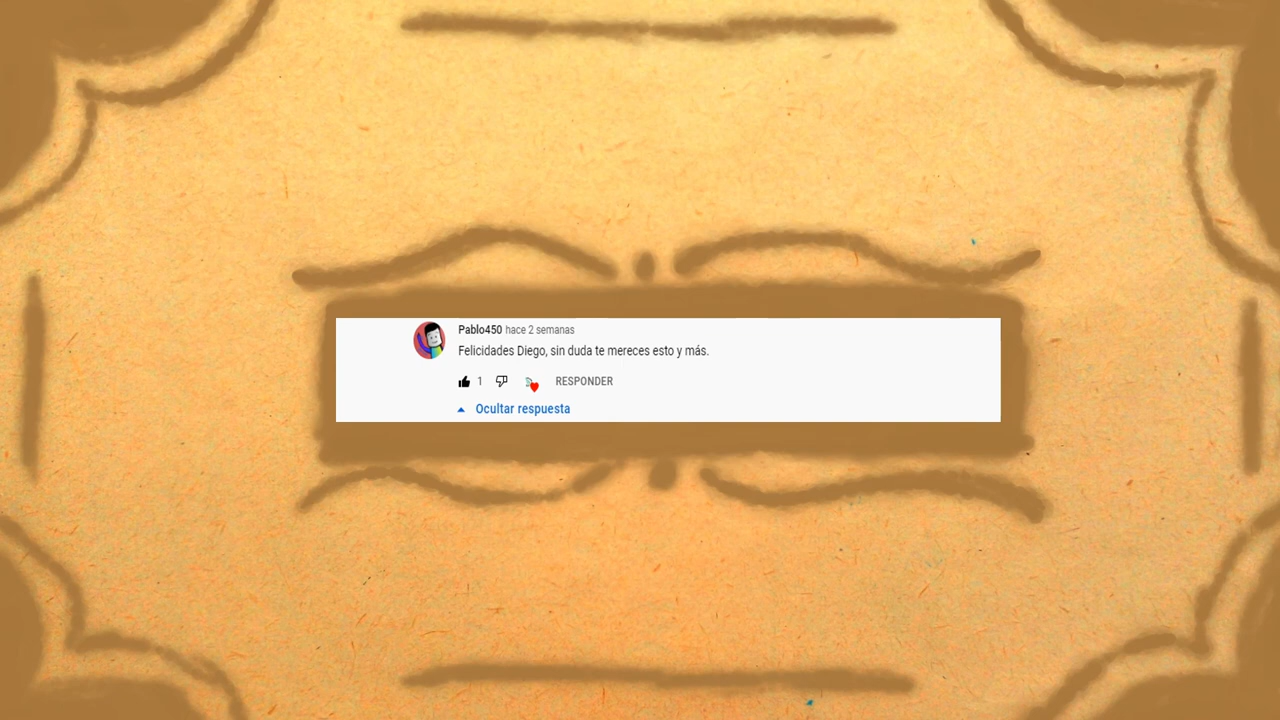 Pablo450 hace 2 semanas
Felicidades Diego, sin duda te mereces esto y más.
1 RESPONDER
Ocultar respuesta